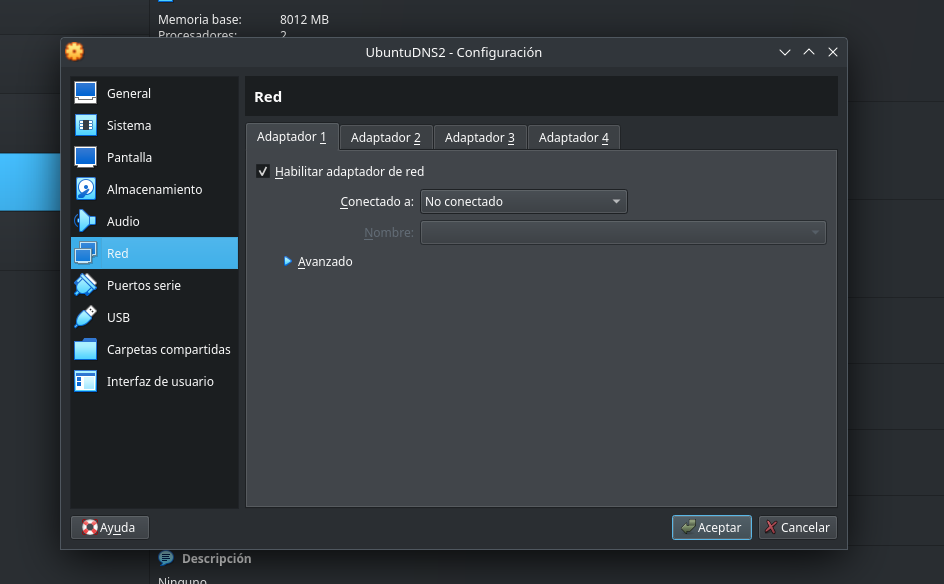 Memoria base: 8012 MB
Procesadores: 2
UbuntuDNS2 - Configuración
General
Sistema
Pantalla
Almacenamiento
Audio
Red
Puertos serie
USB
Carpetas compartidas
Interfaz de usuario
Red
Adaptador 1 Adaptador 2 Adaptador 3 Adaptador 4
Habilitar adaptador de red
Conectado a: No conectado
Nombre:
Avanzado
Ayuda Aceptar Cancelar
Descripción
Ninguno